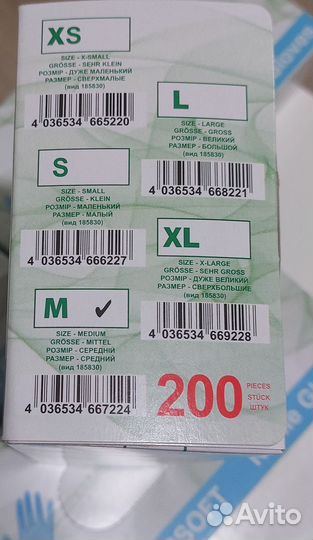 XS
SIZE - X-SMALL
GRÖSSE - SEHR KLEIN
РОЗМІР - ДУЖЕ МАЛЕНЬКИЙ
РАЗМЕР - СВЕРХМАЛЫЕ
(вид 185830)
4 036534 665220
L
SIZE - LARGE
GRÖSSE - GROSS
РОЗМІР - ВЕЛИКИЙ
РАЗМЕР - БОЛЬШОЙ
(вид 185830)
4 036534 668221
S
SIZE - SMALL
GRÖSSE - KLEIN
РОЗМІР - МАЛЕНЬКИЙ
РАЗМЕР - МАЛЫЙ
(вид 185830)
4 036534 666227
XL
SIZE - X-LARGE
GRÖSSE - SEHR GROSS
РОЗМІР - ДУЖЕ ВЕЛИКИЙ
РАЗМЕР - СВЕРХБОЛЬШИЕ
(вид 185830)
4 036534 669228
M ✓
SIZE - MEDIUM
GRÖSSE - MITTEL
РОЗМІР - СЕРЕДНІЙ
РАЗМЕР - СРЕДНИЙ
(вид 185830)
4 036534 667224
200 PIECES
STÜCK
ШТУК
SOFT
Avito